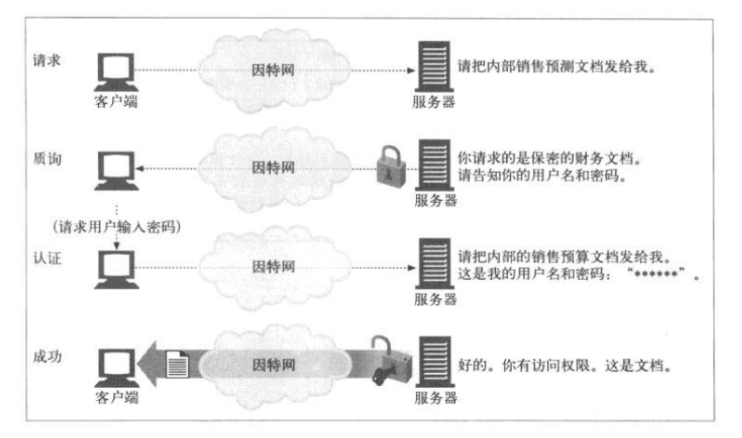 请求
因特网
请把内部销售预测文档发给我。
客户端
服务器
质询
因特网
你请求的是保密的财务文档。
请告知你的用户名和密码。
服务器
(请求用户输入密码)
认证
因特网
请把内部的销售预算文档发给我。
这是我的用户名和密码：“******”。
服务器
成功
因特网
好的。你有访问权限。这是文档。
客户端
服务器